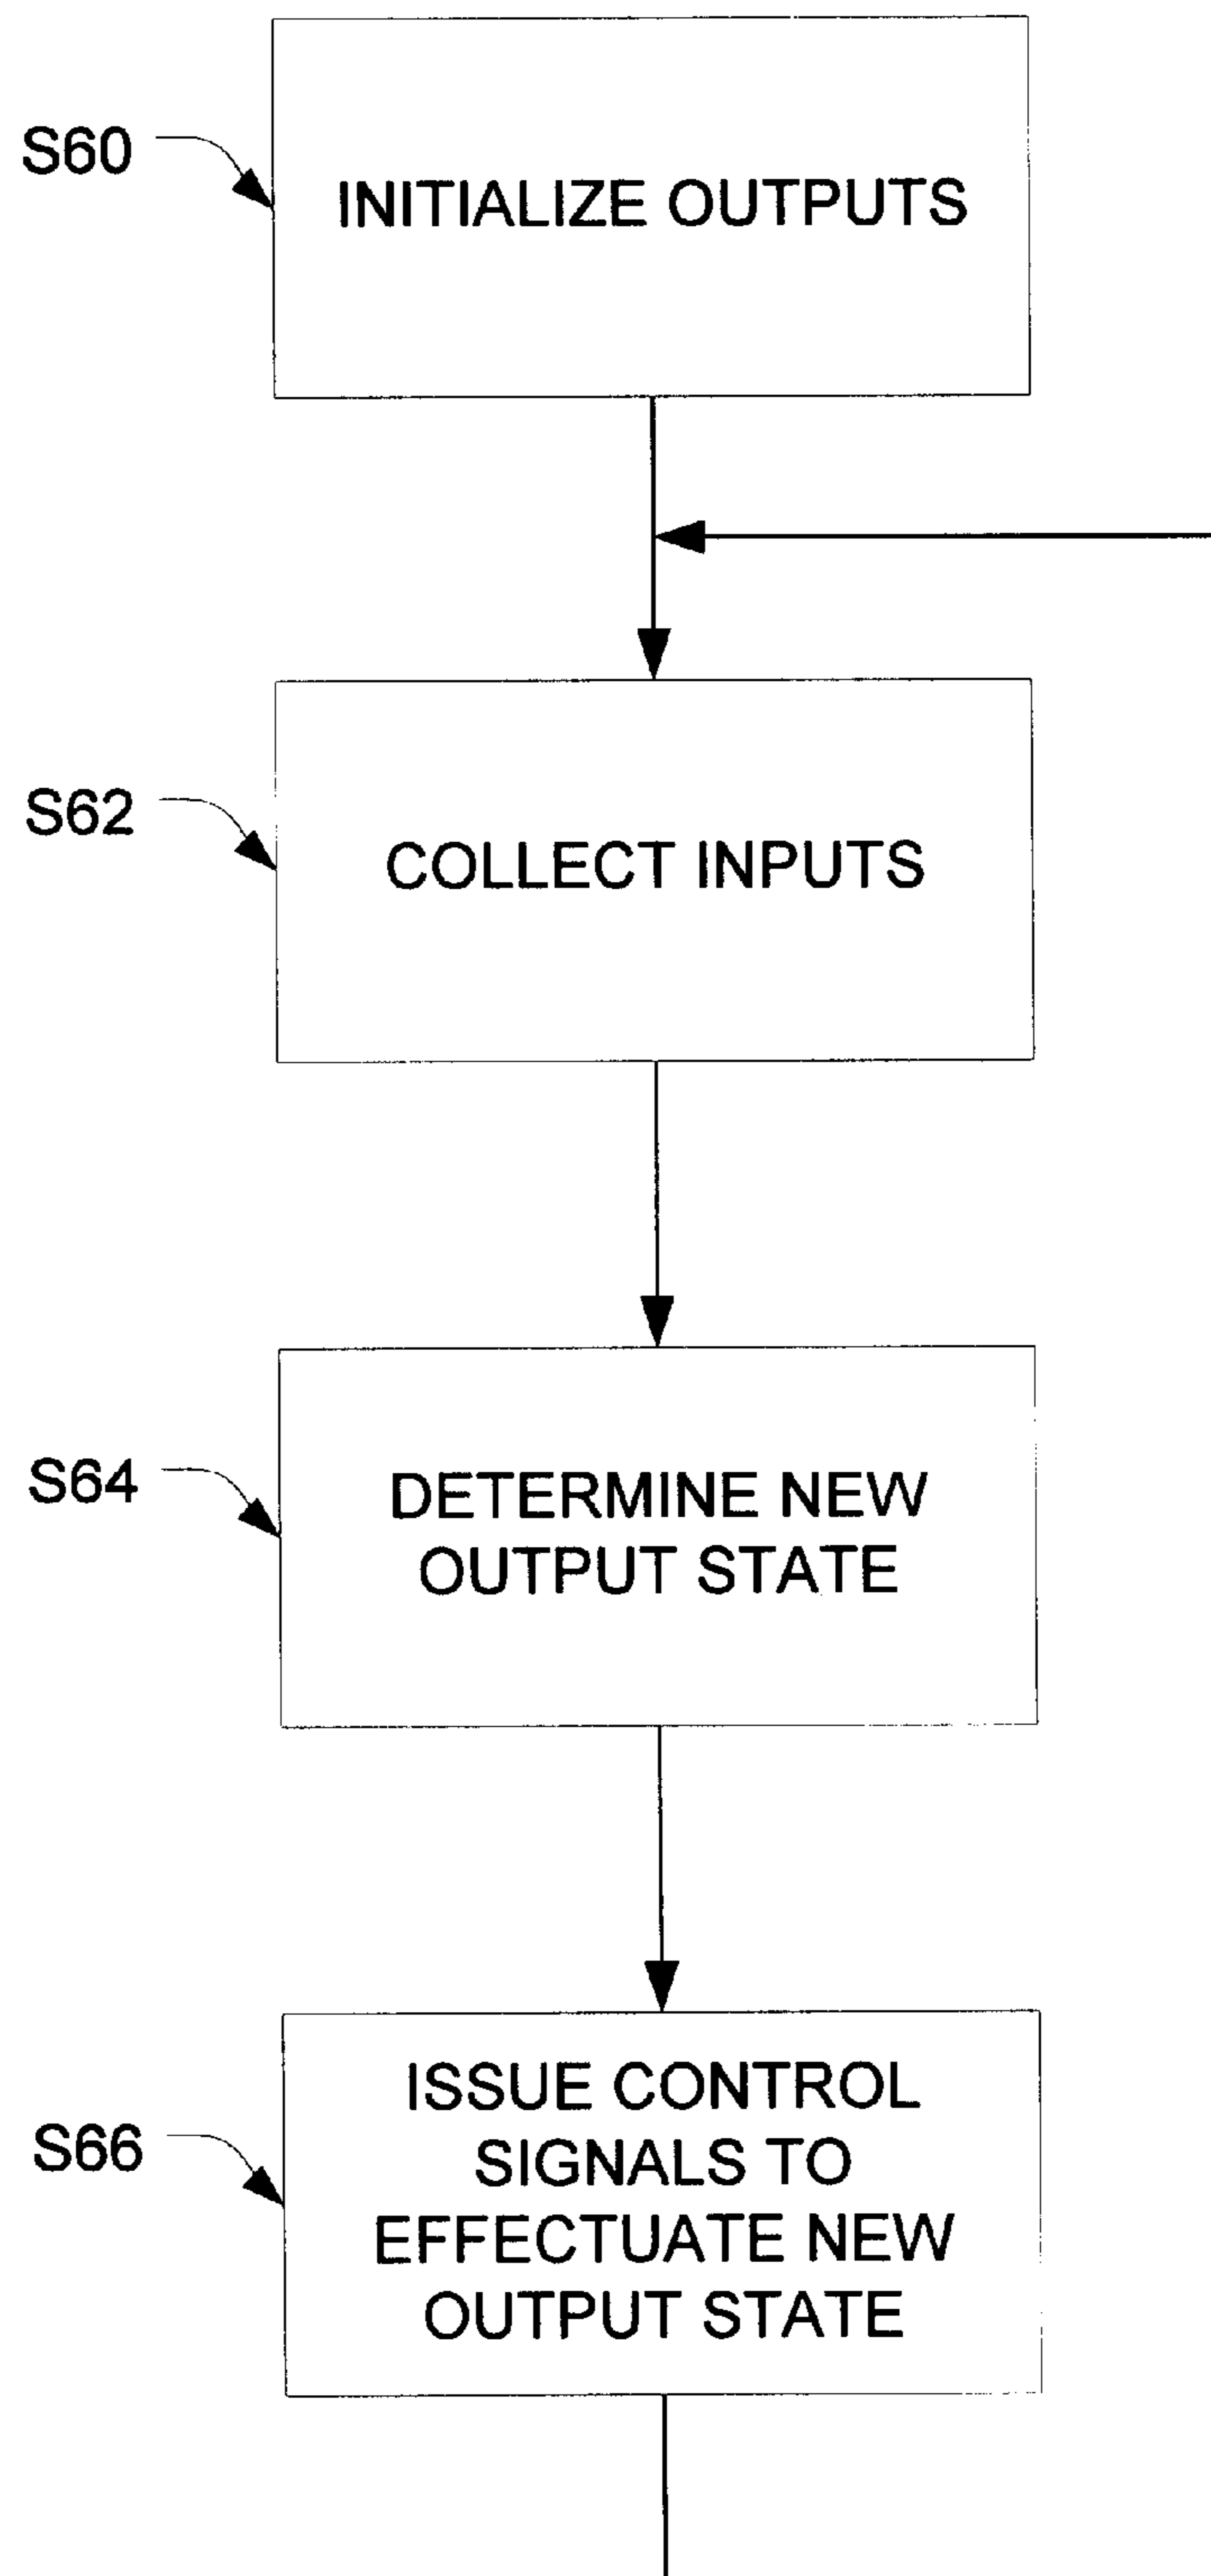 S60
INITIALIZE OUTPUTS
S62
COLLECT INPUTS
S64
DETERMINE NEW
OUTPUT STATE
S66
ISSUE CONTROL
SIGNALS TO
EFFECTUATE NEW
OUTPUT STATE